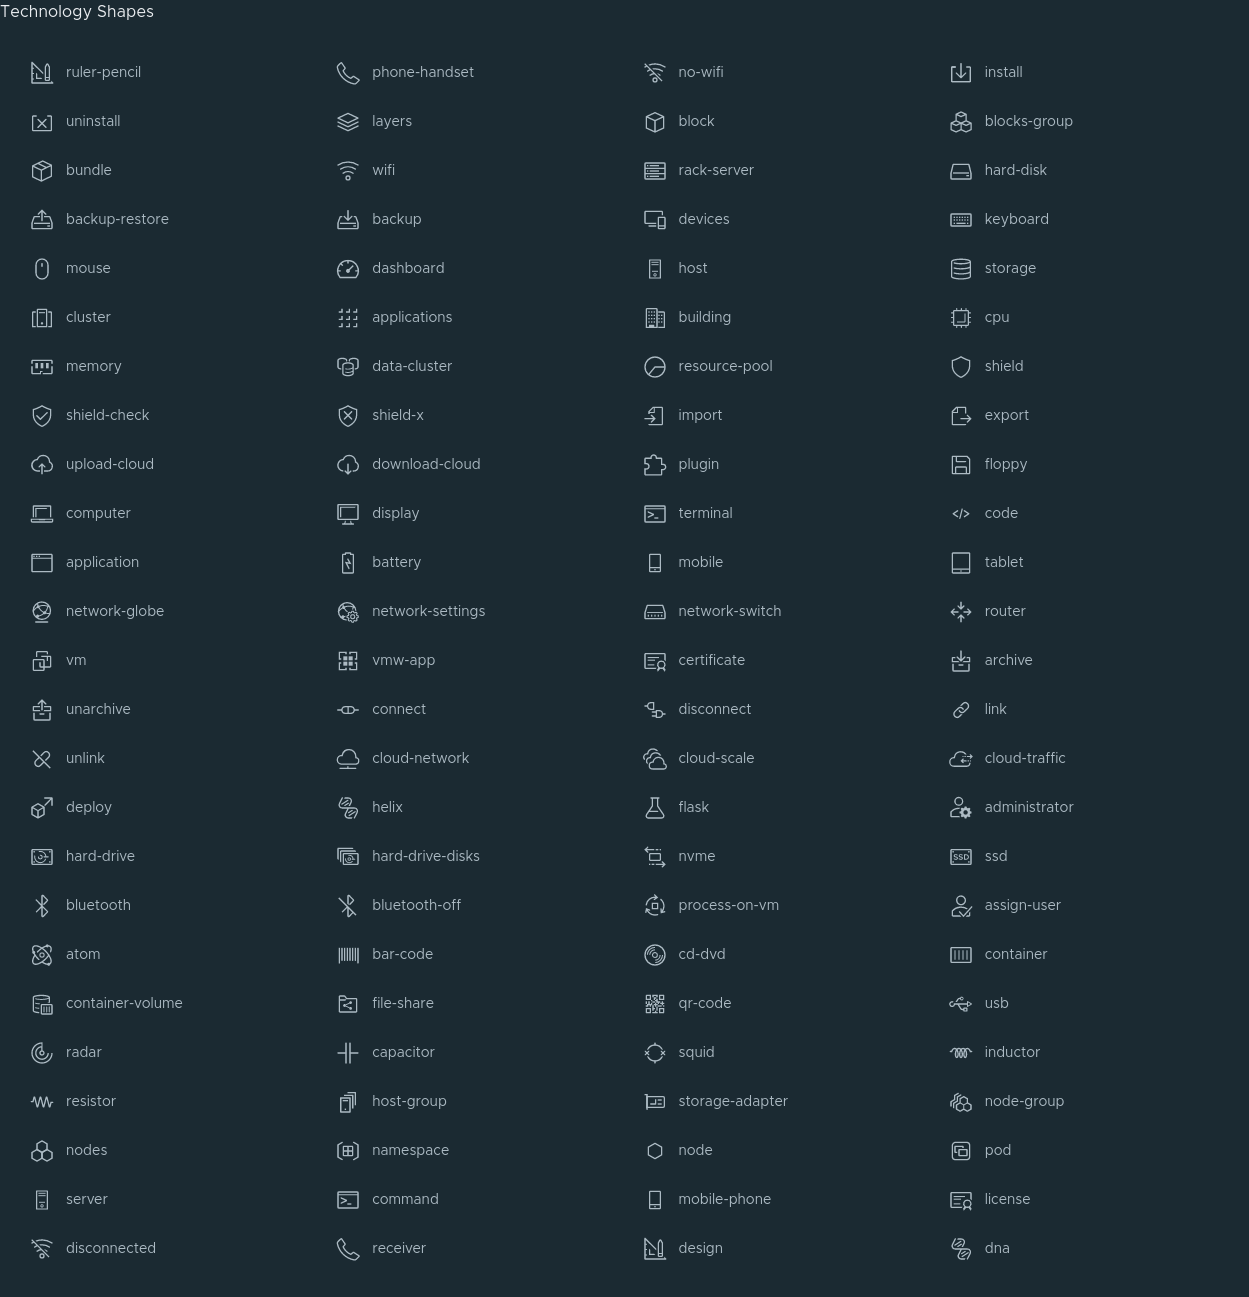 Technology Shapes
ruler-pencil phone-handset no-wifi install
uninstall layers block blocks-group
bundle wifi rack-server hard-disk
backup-restore backup devices keyboard
mouse dashboard host storage
cluster applications building cpu
memory data-cluster resource-pool shield
shield-check shield-x import export
upload-cloud download-cloud plugin floppy
computer display terminal code
application battery mobile tablet
network-globe network-settings network-switch router
vm vmw-app certificate archive
unarchive connect disconnect link
unlink cloud-network cloud-scale cloud-traffic
deploy helix flask administrator
hard-drive hard-drive-disks nvme SSD ssd
bluetooth bluetooth-off process-on-vm assign-user
atom bar-code cd-dvd container
container-volume file-share qr-code usb
radar capacitor squid inductor
resistor host-group storage-adapter node-group
nodes namespace node pod
server command mobile-phone license
disconnected receiver design dna